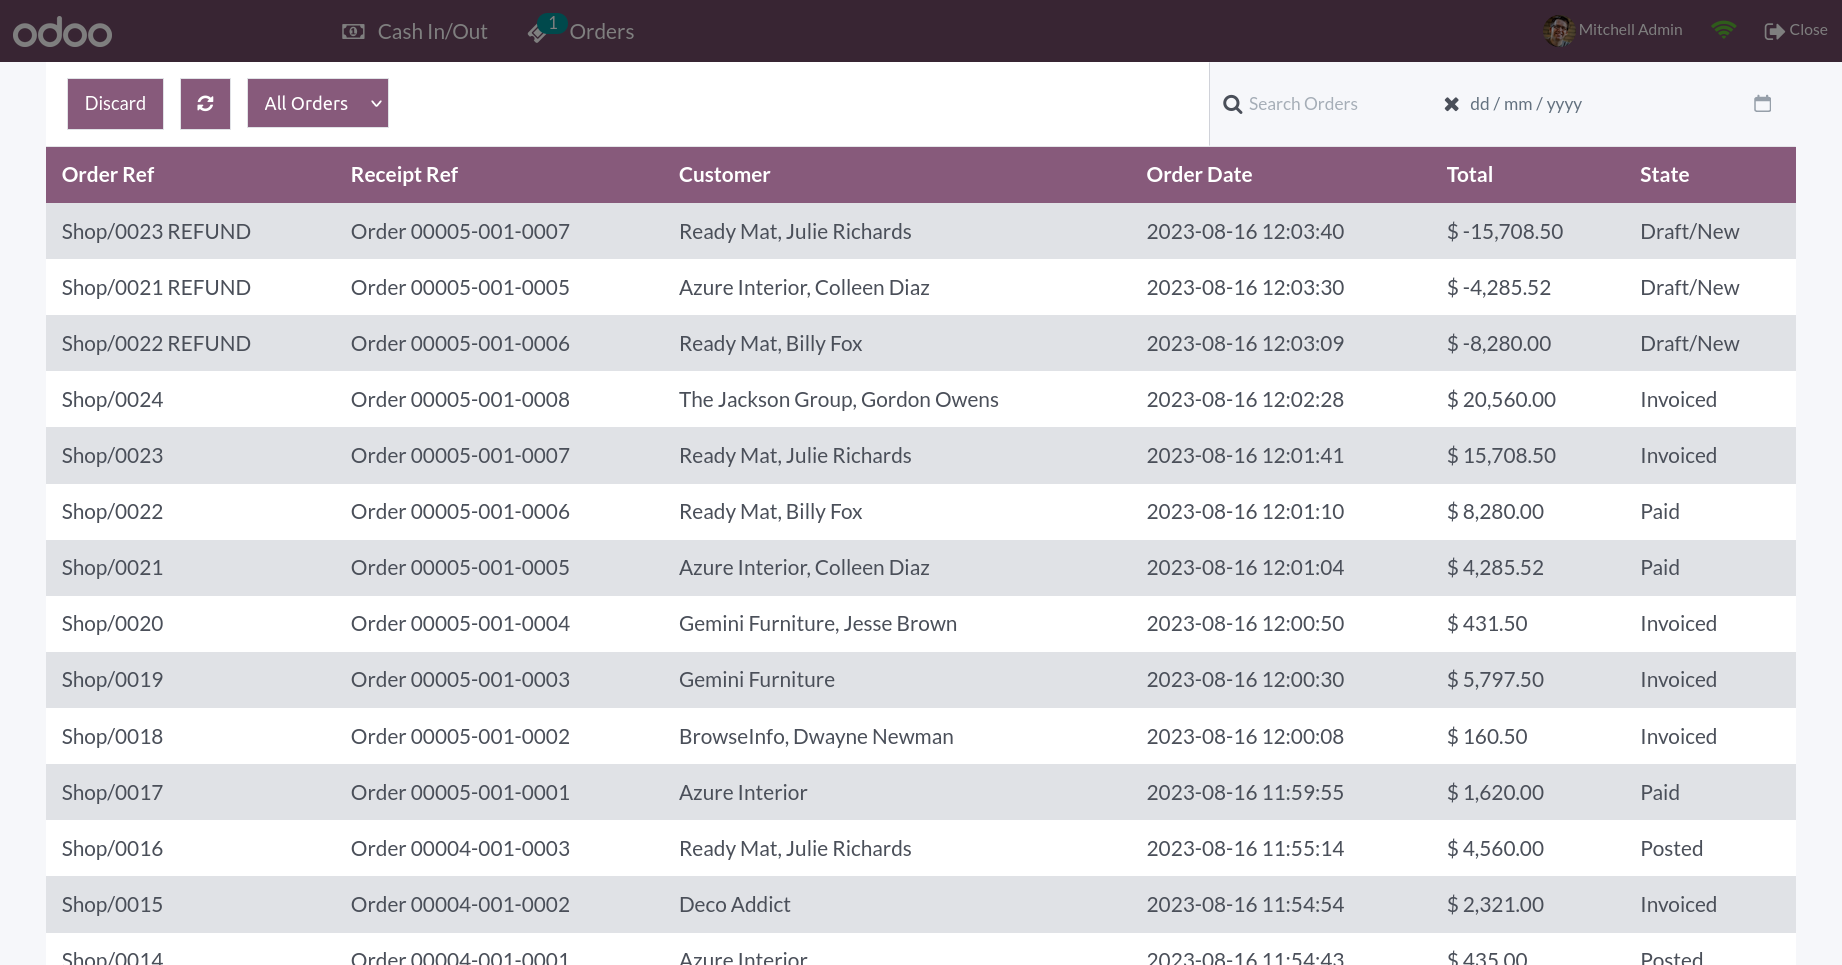 odoo Cash In/Out 1 Orders Mitchell Admin Close
Discard All Orders Search Orders dd / mm / yyyy
Order Ref Receipt Ref Customer Order Date Total State
Shop/0023 REFUND Order 00005-001-0007 Ready Mat, Julie Richards 2023-08-16 12:03:40 $ -15,708.50 Draft/New
Shop/0021 REFUND Order 00005-001-0005 Azure Interior, Colleen Diaz 2023-08-16 12:03:30 $ -4,285.52 Draft/New
Shop/0022 REFUND Order 00005-001-0006 Ready Mat, Billy Fox 2023-08-16 12:03:09 $ -8,280.00 Draft/New
Shop/0024 Order 00005-001-0008 The Jackson Group, Gordon Owens 2023-08-16 12:02:28 $ 20,560.00 Invoiced
Shop/0023 Order 00005-001-0007 Ready Mat, Julie Richards 2023-08-16 12:01:41 $ 15,708.50 Invoiced
Shop/0022 Order 00005-001-0006 Ready Mat, Billy Fox 2023-08-16 12:01:10 $ 8,280.00 Paid
Shop/0021 Order 00005-001-0005 Azure Interior, Colleen Diaz 2023-08-16 12:01:04 $ 4,285.52 Paid
Shop/0020 Order 00005-001-0004 Gemini Furniture, Jesse Brown 2023-08-16 12:00:50 $ 431.50 Invoiced
Shop/0019 Order 00005-001-0003 Gemini Furniture 2023-08-16 12:00:30 $ 5,797.50 Invoiced
Shop/0018 Order 00005-001-0002 BrowseInfo, Dwayne Newman 2023-08-16 12:00:08 $ 160.50 Invoiced
Shop/0017 Order 00005-001-0001 Azure Interior 2023-08-16 11:59:55 $ 1,620.00 Paid
Shop/0016 Order 00004-001-0003 Ready Mat, Julie Richards 2023-08-16 11:55:14 $ 4,560.00 Posted
Shop/0015 Order 00004-001-0002 Deco Addict 2023-08-16 11:54:54 $ 2,321.00 Invoiced
Shop/0014 Order 00004-001-0001 Azure Interior 2023-08-16 11:54:43 $ 435.00 Posted